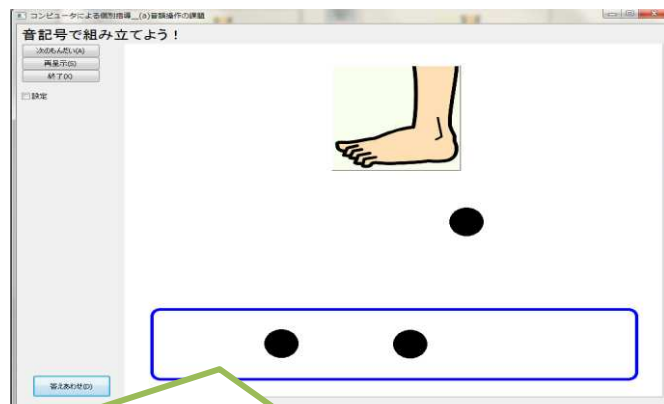 コンピュータによる個別指導__(a)音韻操作の課題
音記号で組み立てよう！
次のもんだい(A)
再呈示(S)
終了(X)
設定
答えあわせ(D)